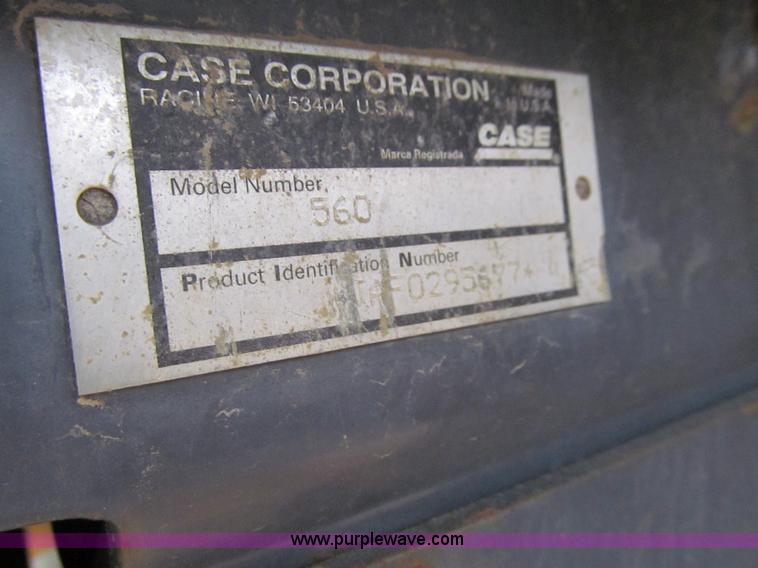 CASE CORPORATION
RACINE WI 53404 U.S.A.
Made
in U.S.A.
CASE
Marca Registrada
Model Number
560
Product Identification Number
www.purplewave.com